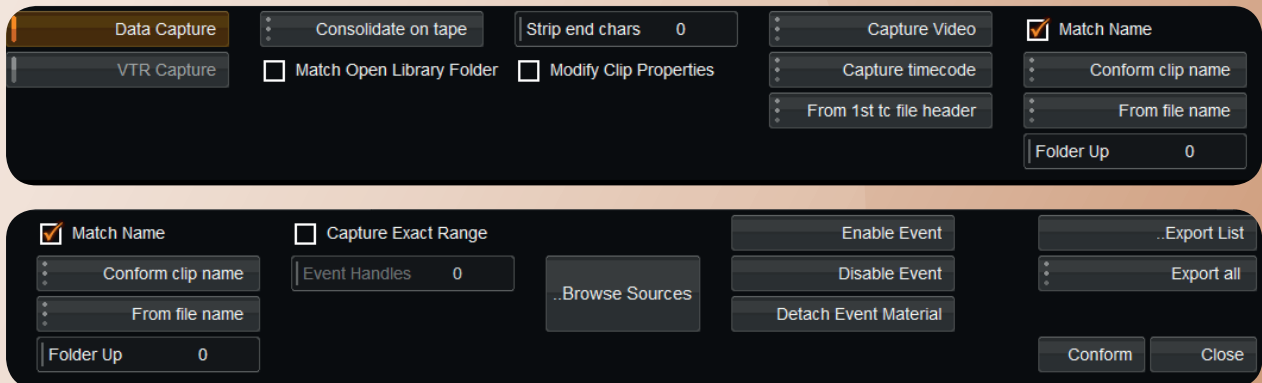 Data Capture Consolidate on tape Strip end chars 0 Capture Video Match Name
VTR Capture Match Open Library Folder Modify Clip Properties Capture timecode Conform clip name
From 1st tc file header From file name
Folder Up 0
Match Name Capture Exact Range Enable Event ..Export List
Conform clip name Event Handles 0 ..Browse Sources Disable Event Export all
From file name Detach Event Material
Folder Up 0 Conform Close